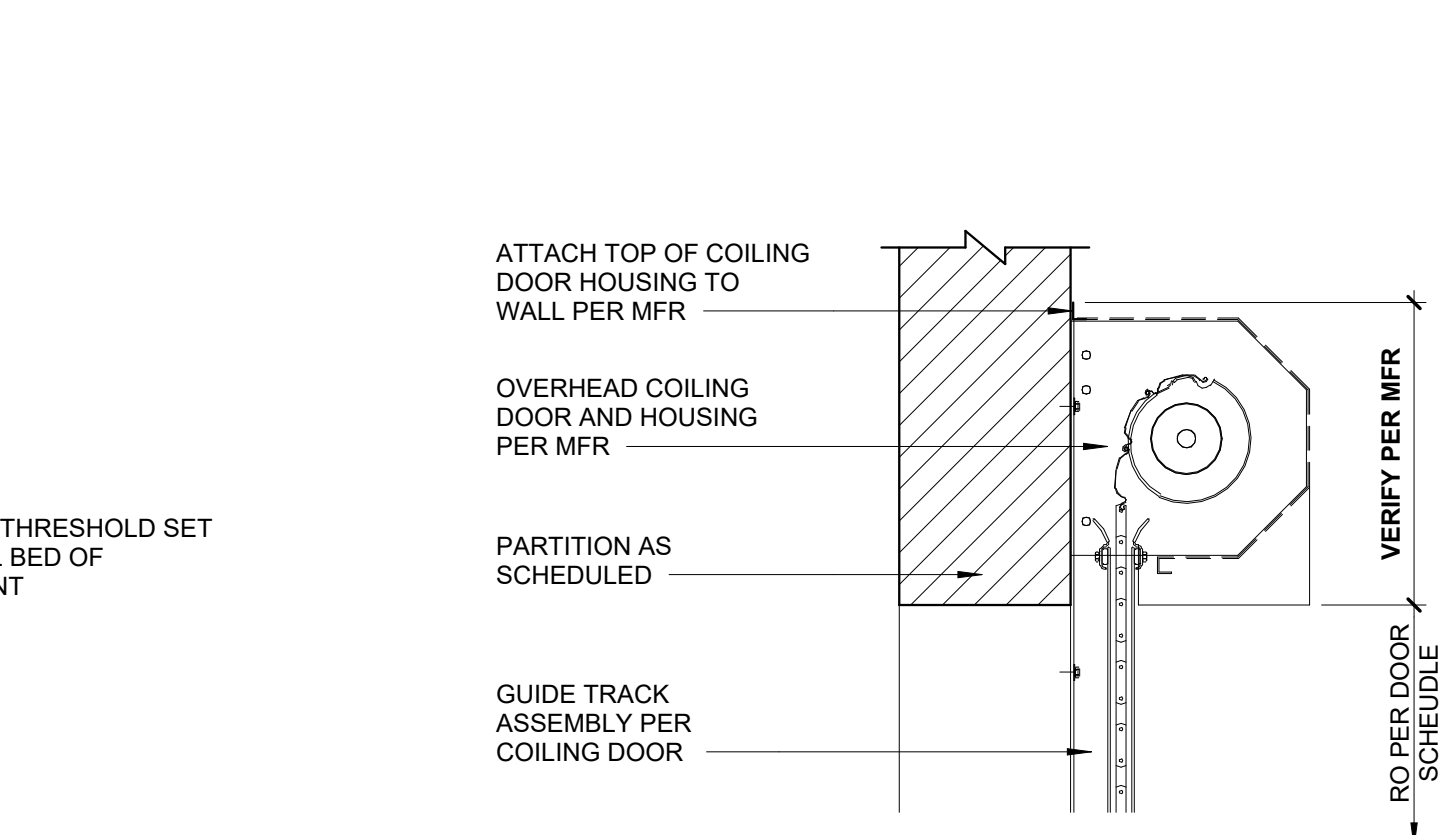 THRESHOLD SET
BED OF
ATTACH TOP OF COILING
DOOR HOUSING TO
WALL PER MFR
OVERHEAD COILING
DOOR AND HOUSING
PER MFR
PARTITION AS
SCHEDULED
GUIDE TRACK
ASSEMBLY PER
COILING DOOR
VERIFY PER MFR
RO PER DOOR
SCHEUDLE